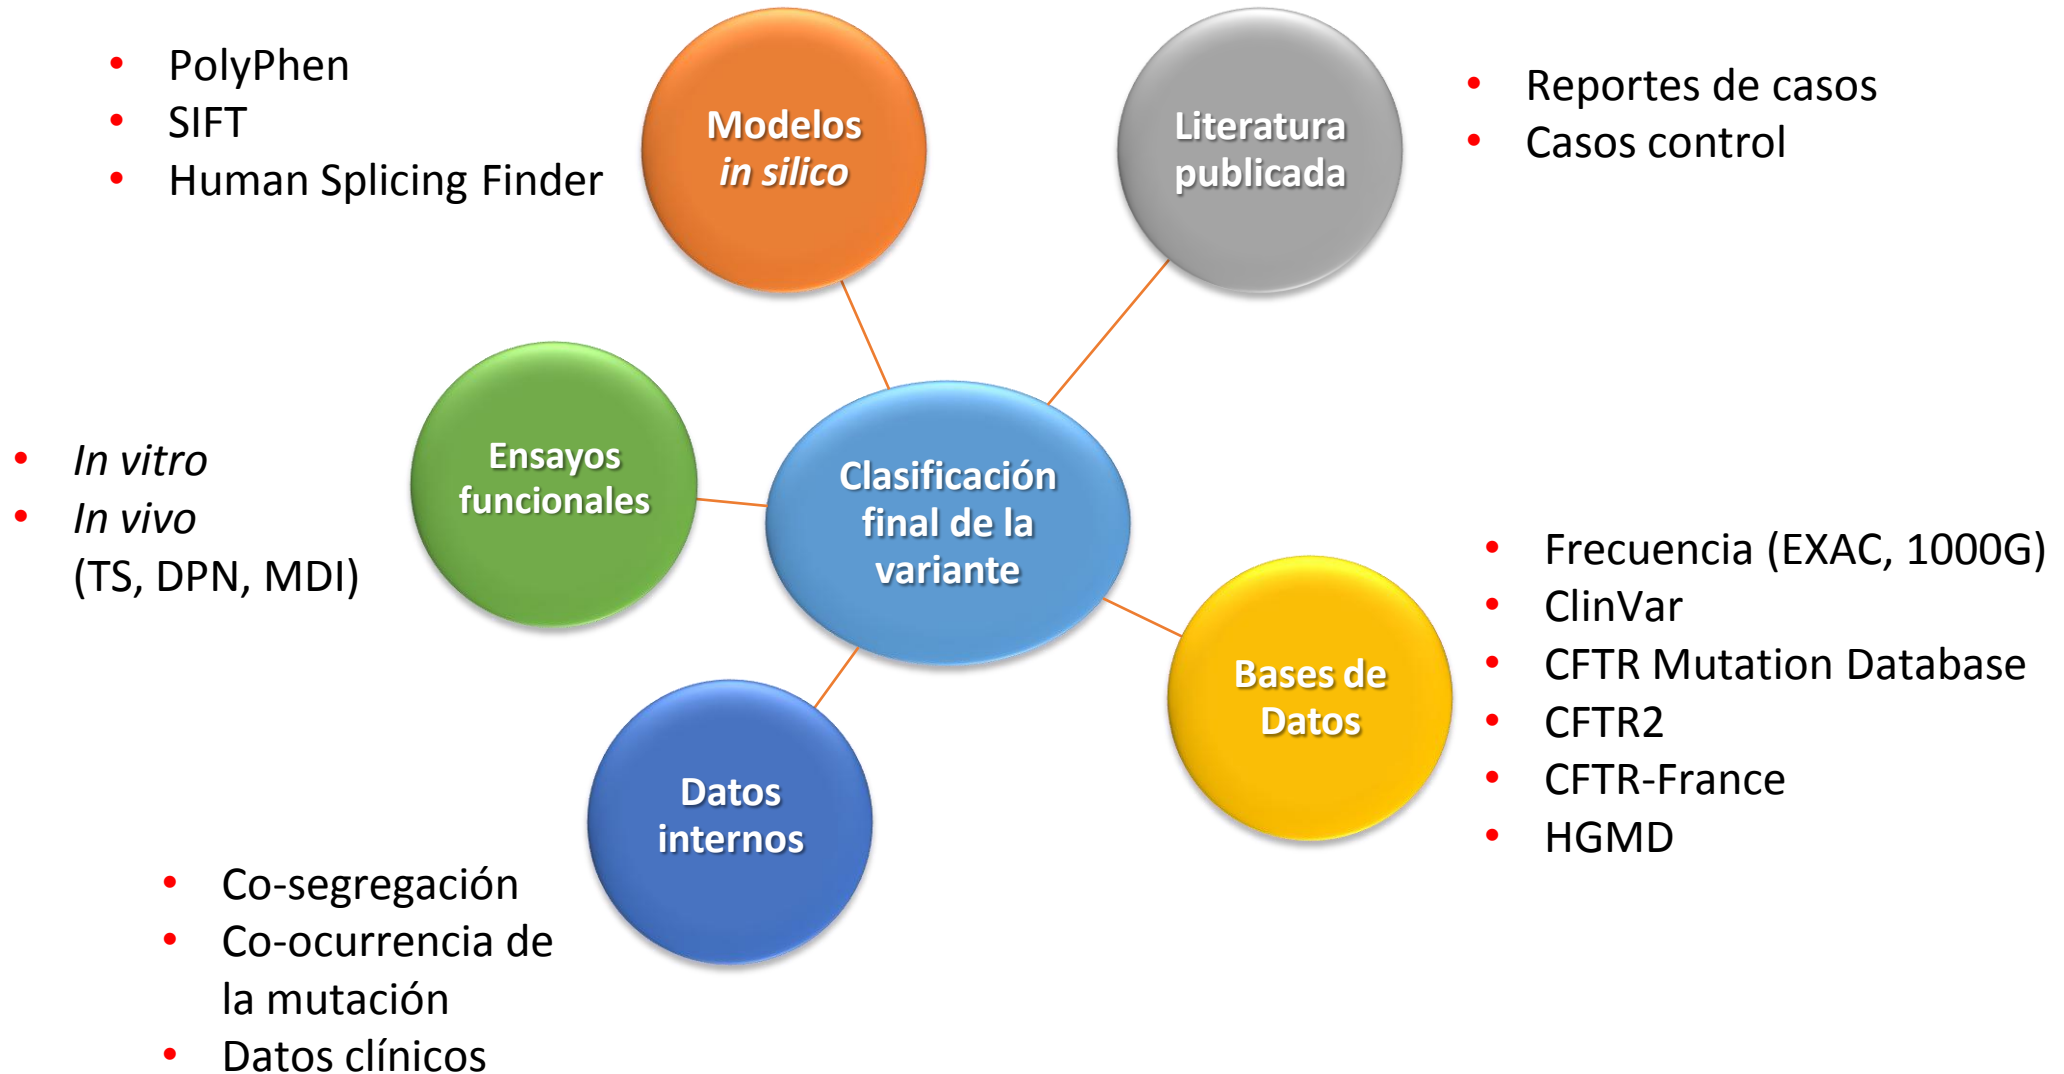 PolyPhen
SIFT
Human Splicing Finder
Modelos
in silico
Literatura
publicada
Reportes de casos
Casos control
In vitro
In vivo
(TS, DPN, MDI)
Ensayos
funcionales
Clasificación
final de la
variante
Frecuencia (EXAC, 1000G)
ClinVar
CFTR Mutation Database
CFTR2
CFTR-France
HGMD
Bases de
Datos
Datos
internos
Co-segregación
Co-ocurrencia de
la mutación
Datos clínicos